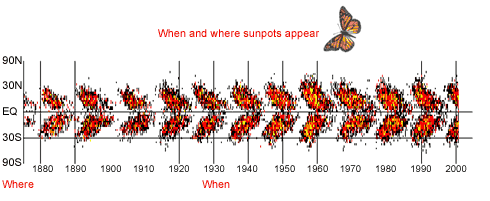 When and where sunpots appear
90N
30N
EQ
30S
90S
1880 1890 1900 1910 1920 1930 1940 1950 1960 1970 1980 1990 2000
Where When